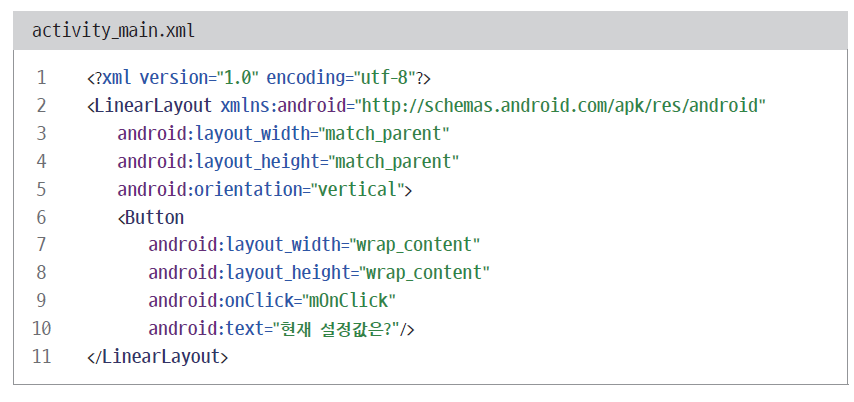 activity_main.xml
1 <?xml version="1.0" encoding="utf-8"?>
2 <LinearLayout xmlns:android="http://schemas.android.com/apk/res/android"
3 android:layout_width="match_parent"
4 android:layout_height="match_parent"
5 android:orientation="vertical">
6 <Button
7 android:layout_width="wrap_content"
8 android:layout_height="wrap_content"
9 android:onClick="mOnClick"
10 android:text="현재 설정값은?"/>
11 </LinearLayout>